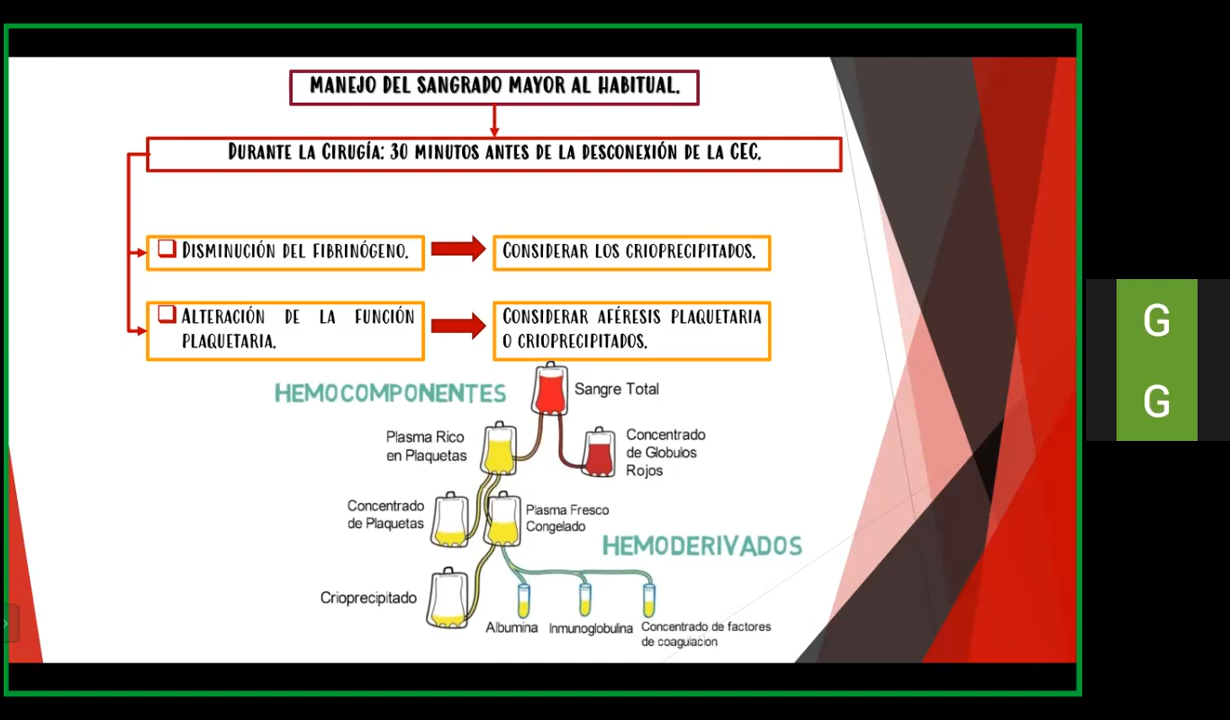 MANEJO DEL SANGRADO MAYOR AL HABITUAL.
DURANTE LA CIRUGÍA: 30 MINUTOS ANTES DE LA DESCONEXIÓN DE LA CEC.
DISMINUCIÓN DEL FIBRINÓGENO.
CONSIDERAR LOS CRIOPRECIPITADOS.
ALTERACIÓN DE LA FUNCIÓN
PLAQUETARIA.
CONSIDERAR AFÉRESIS PLAQUETARIA
O CRIOPRECIPITADOS.
HEMOCOMPONENTES
Sangre Total
Plasma Rico
en Plaquetas
Concentrado
de Globulos
Rojos
Concentrado
de Plaquetas
Plasma Fresco
Congelado
HEMODERIVADOS
Crioprecipitado
Albumina
Inmunoglobulina
Concentrado de factores
de coagulacion
G
G